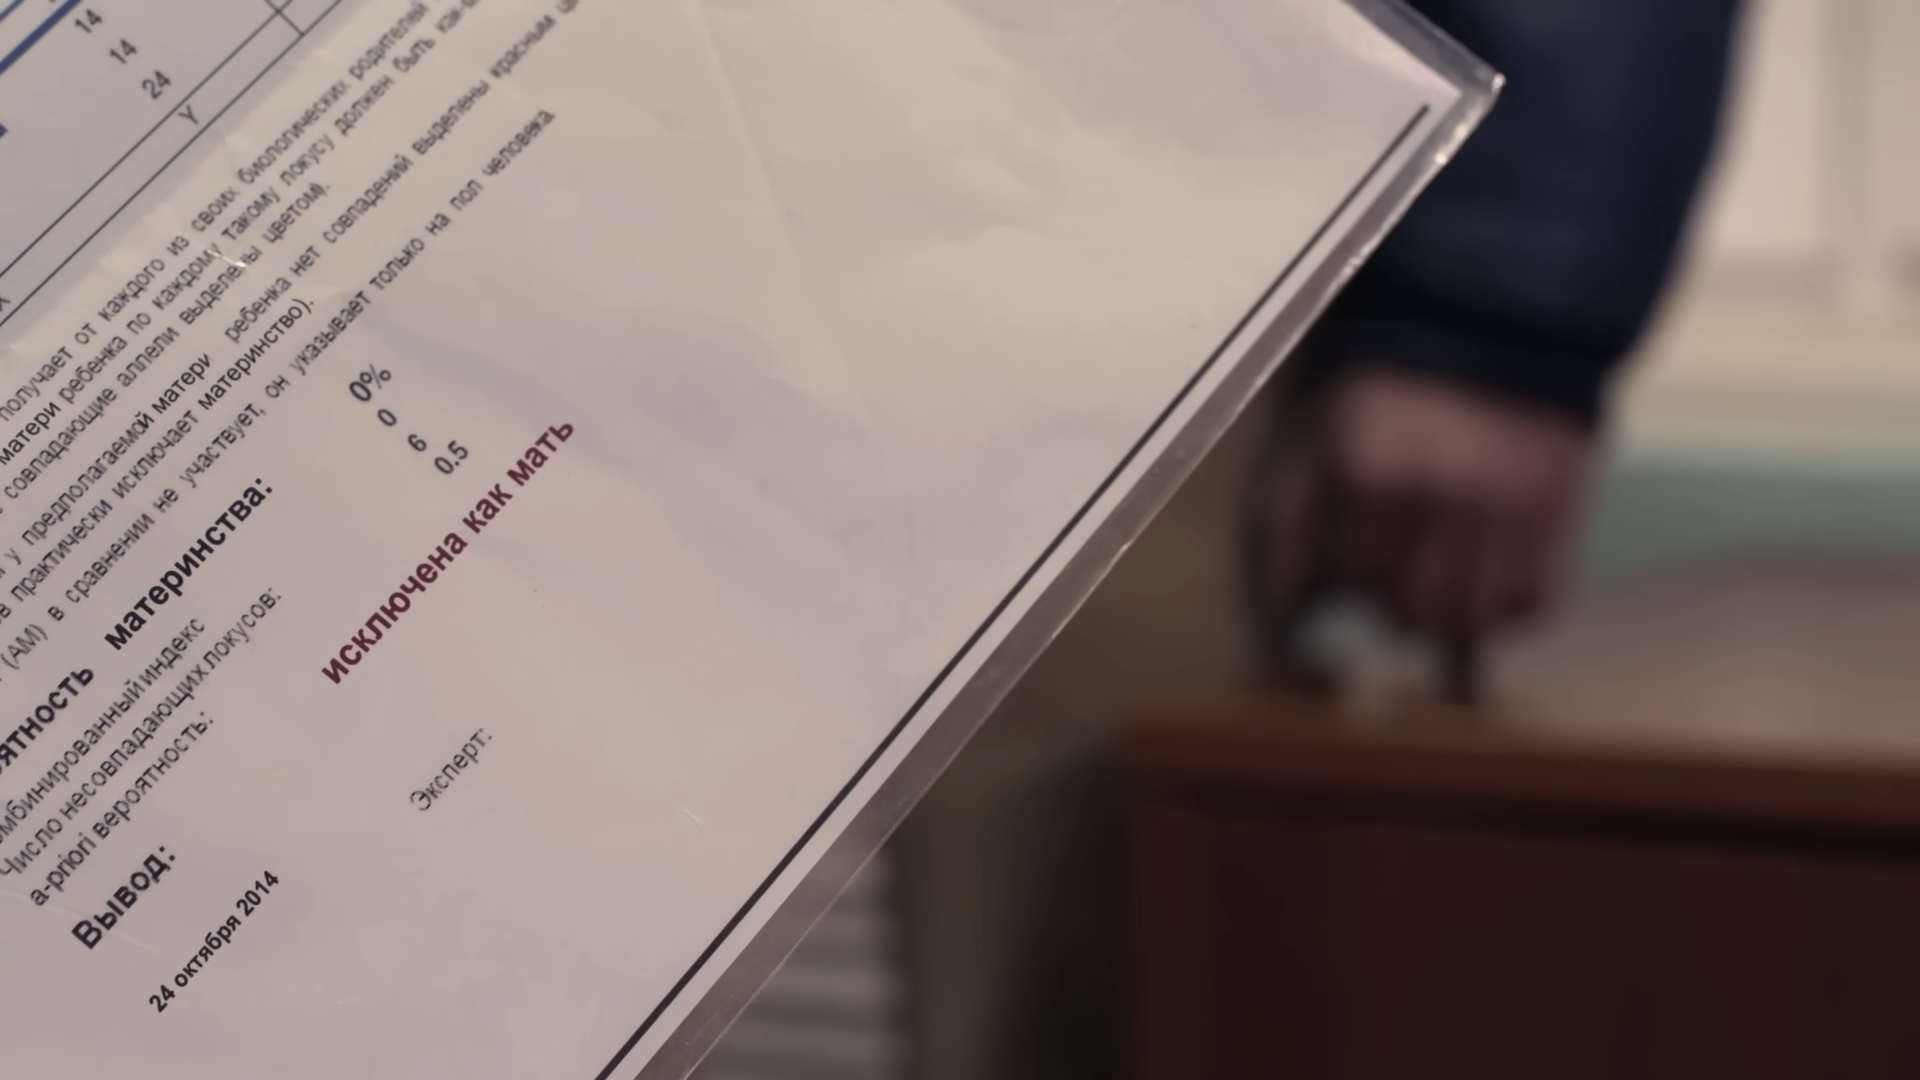 14
14
24
Y
получает от каждого из своих биологических родителей
матери ребенка по каждому такому локусу должен быть
совпадающие аллели выделены цветом).
у предполагаемой матери ребенка нет совпадений выделены красным
практически исключает материнство).
(AM) в сравнении не участвует, он указывает только на пол человека
материнства: 0%
индекс 0
Число несовпадающих локусов: 6
a-priori вероятность: 0.5
Вывод: исключена как мать
24 октября 2014 Эксперт: